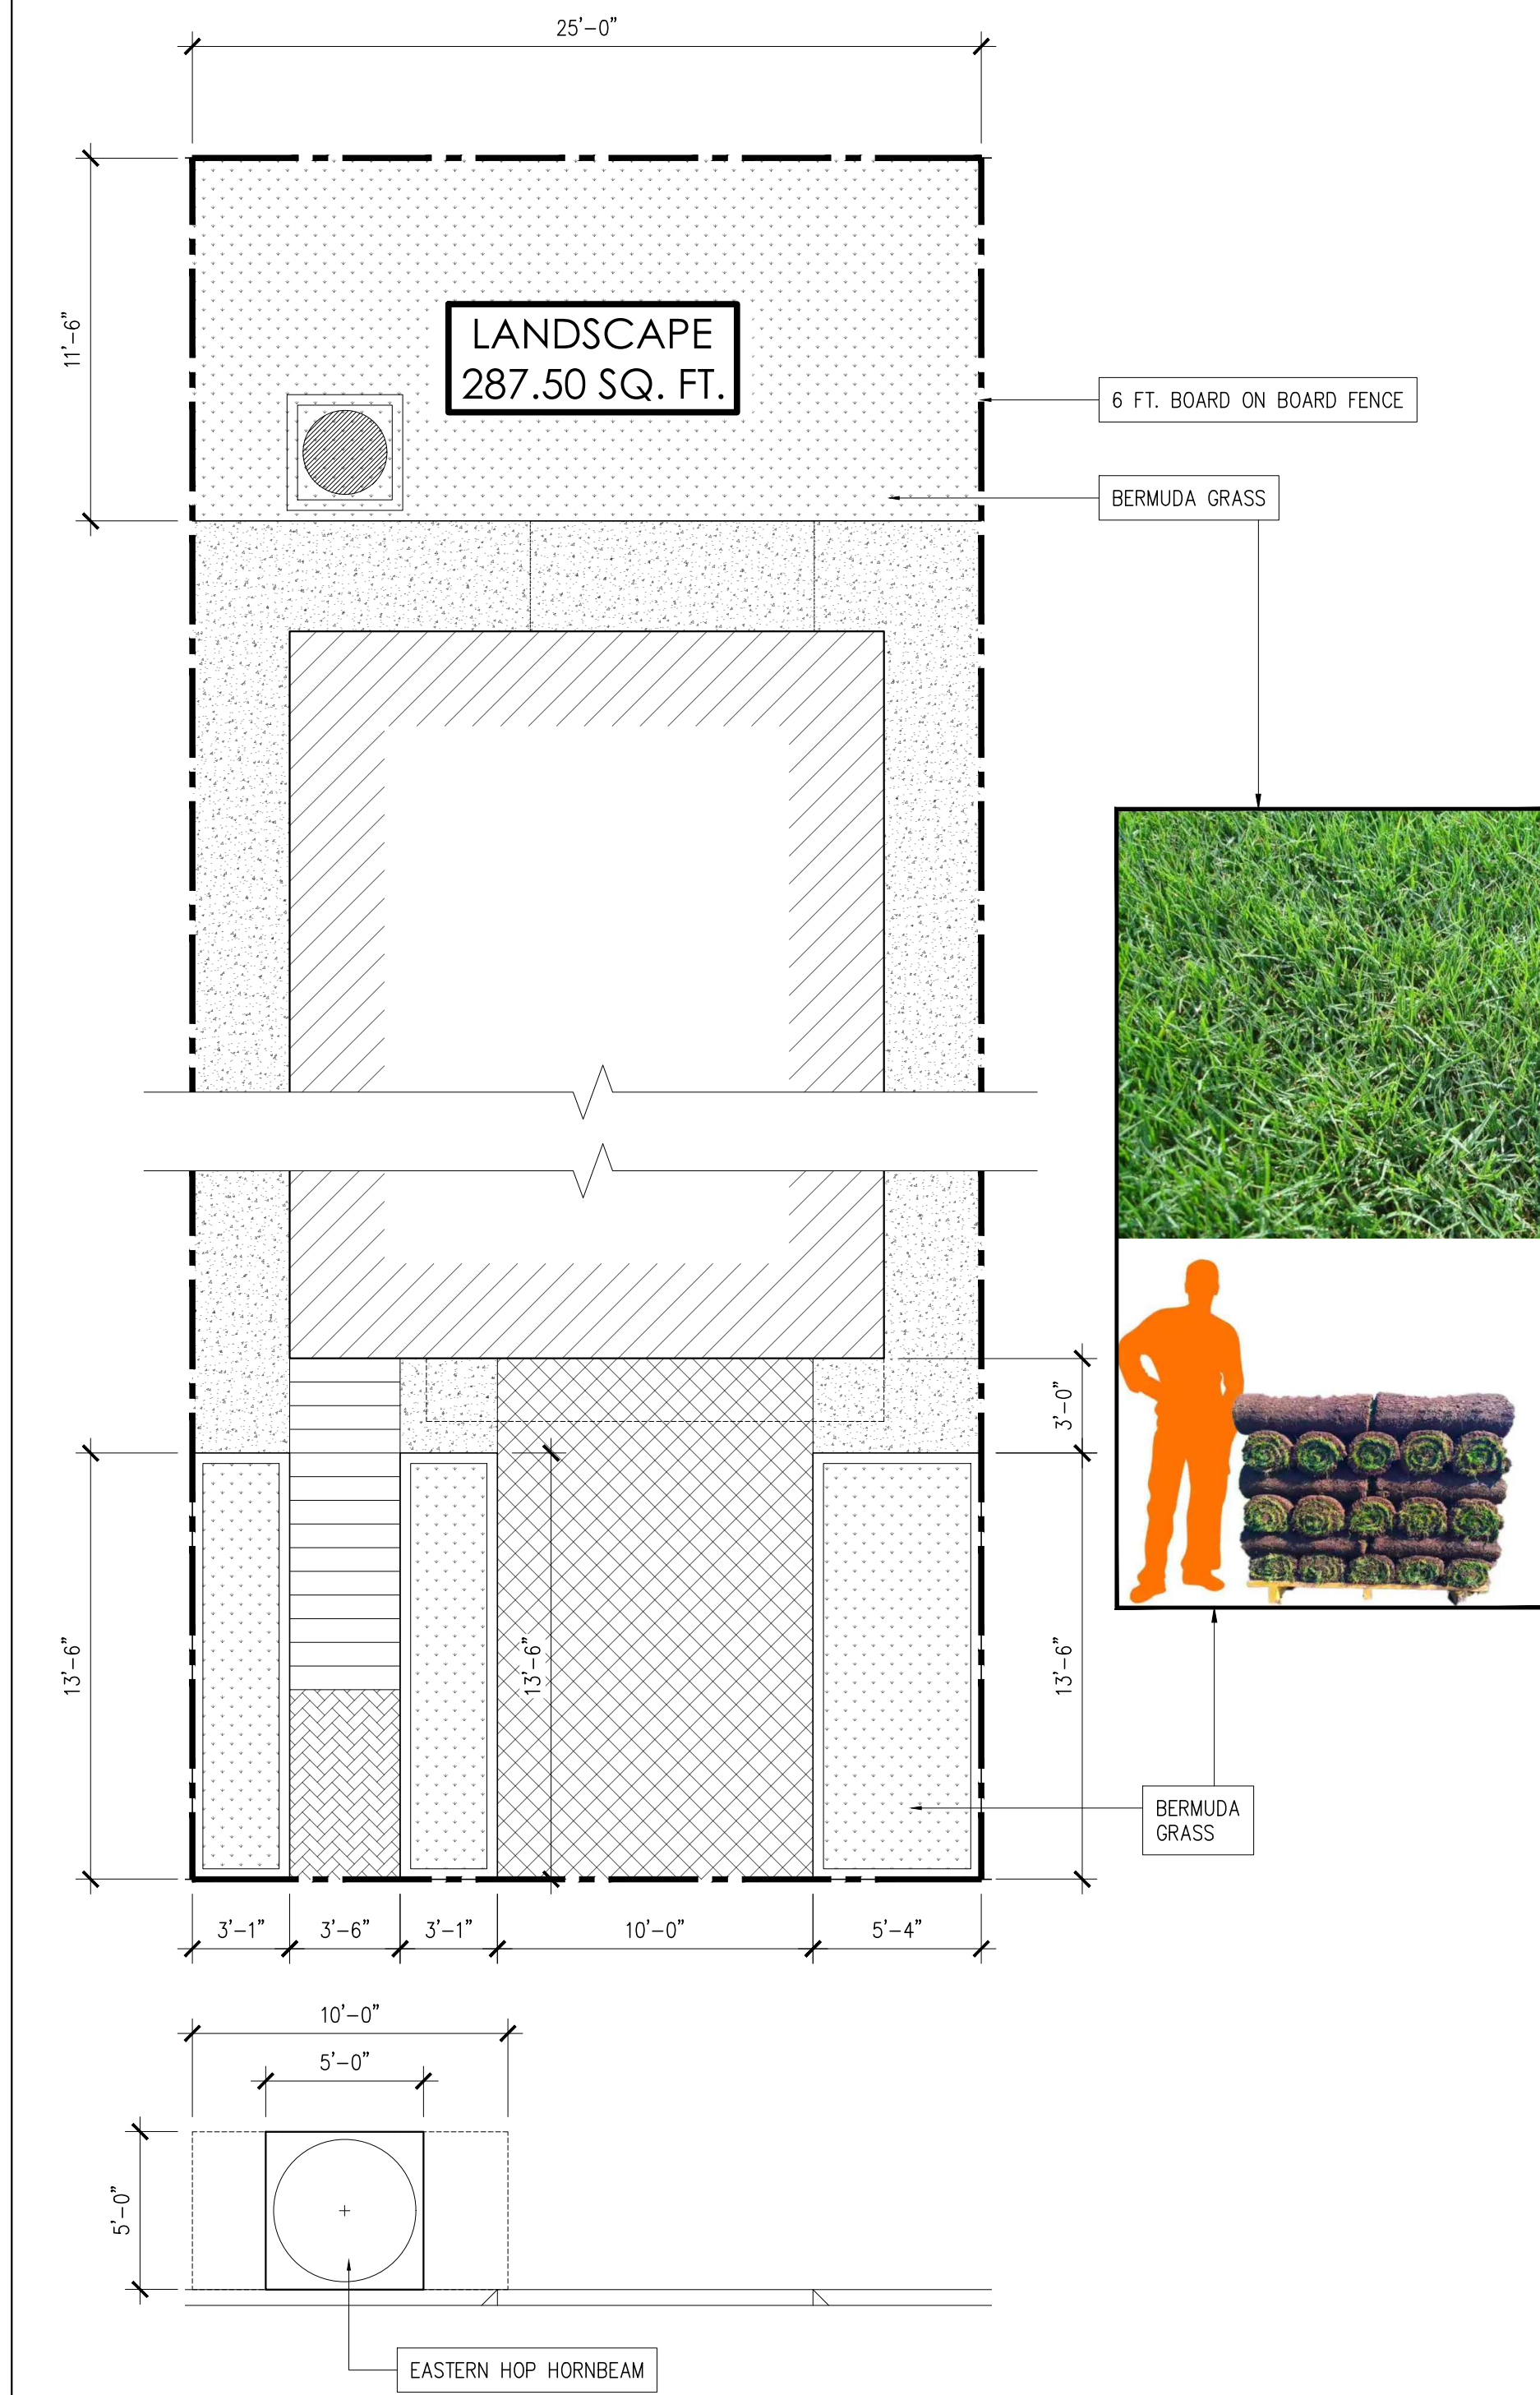 25'-0"
11'-6"
LANDSCAPE
287.50 SQ. FT.
6 FT. BOARD ON BOARD FENCE
BERMUDA GRASS
3'-0"
13'-6"
13'-6"
13'-6"
BERMUDA
GRASS
3'-1"
3'-6"
3'-1"
10'-0"
5'-4"
10'-0"
5'-0"
5'-0"
EASTERN HOP HORNBEAM